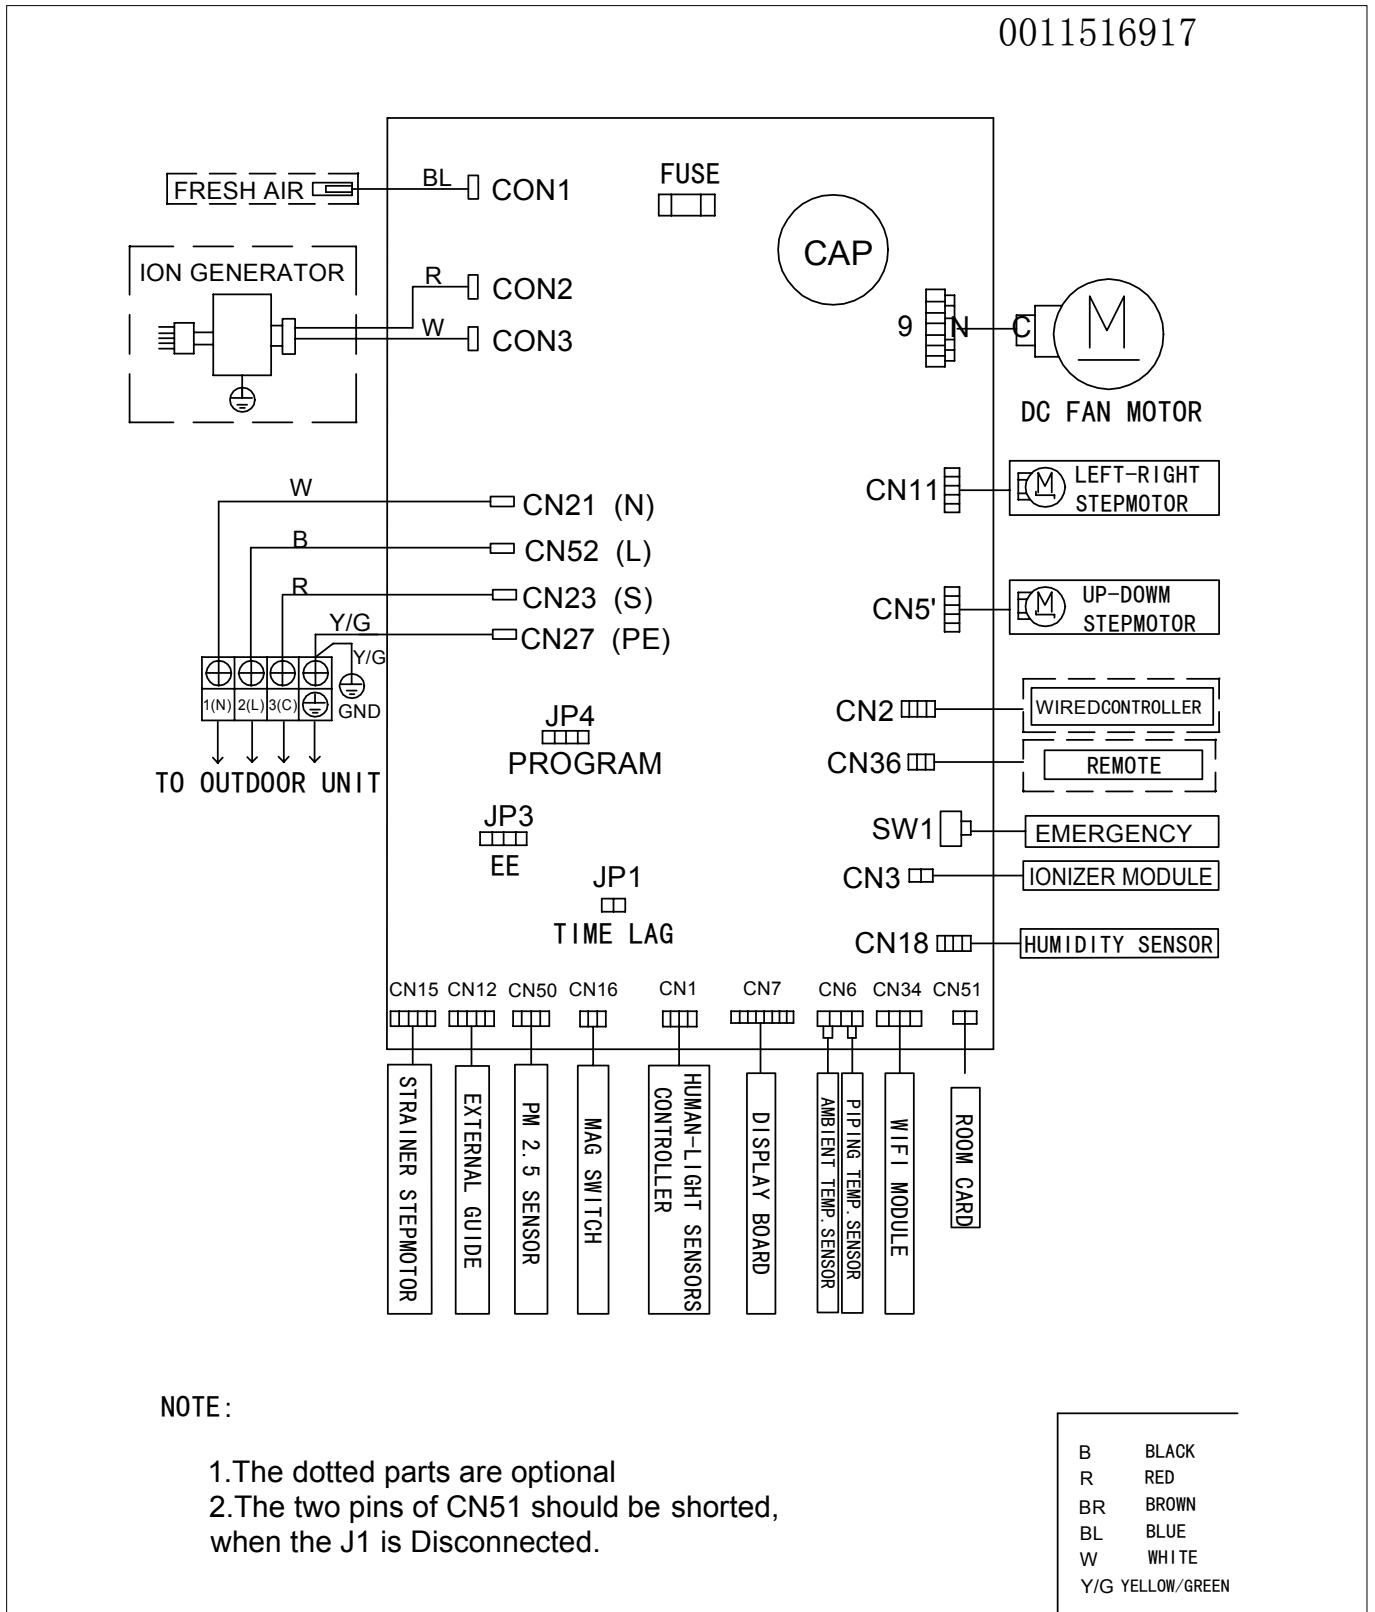 0011516917
FUSE
CAP
FRESH AIR
BL
CON1
ION GENERATOR
R
CON2
W
CON3
9
N
C
M
DC FAN MOTOR
CN11
M
LEFT-RIGHT
STEPMOTOR
CN5'
M
UP-DOWM
STEPMOTOR
W
CN21 (N)
B
CN52 (L)
R
CN23 (S)
Y/G
CN27 (PE)
Y/G
1(N)
2(L)
3(C)
GND
TO OUTDOOR UNIT
JP4
PROGRAM
JP3
EE
JP1
TIME LAG
CN2
WIREDCONTROLLER
CN36
REMOTE
SW1
EMERGENCY
CN3
IONIZER MODULE
CN18
HUMIDITY SENSOR
CN15
CN12
CN50
CN16
CN1
CN7
CN6
CN34
CN51
STRAINER STEPMOTOR
EXTERNAL GUIDE
PM 2.5 SENSOR
MAG SWITCH
HUMAN-LIGHT SENSORS
CONTROLLER
DISPLAY BOARD
AMBIENT TEMP.SENSOR
PIPING TEMP.SENSOR
WIFI MODULE
ROOM CARD
NOTE:
1.The dotted parts are optional
2.The two pins of CN51 should be shorted,
when the J1 is Disconnected.
B BLACK
R RED
BR BROWN
BL BLUE
W WHITE
Y/G YELLOW/GREEN